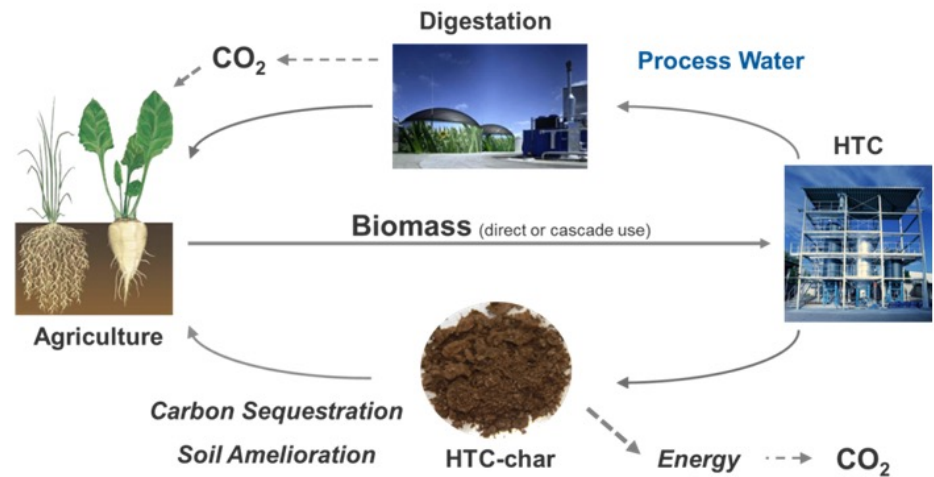 Digestation
CO₂
Process Water
HTC
Biomass (direct or cascade use)
Agriculture
Carbon Sequestration
Soil Amelioration
HTC-char
Energy
CO₂